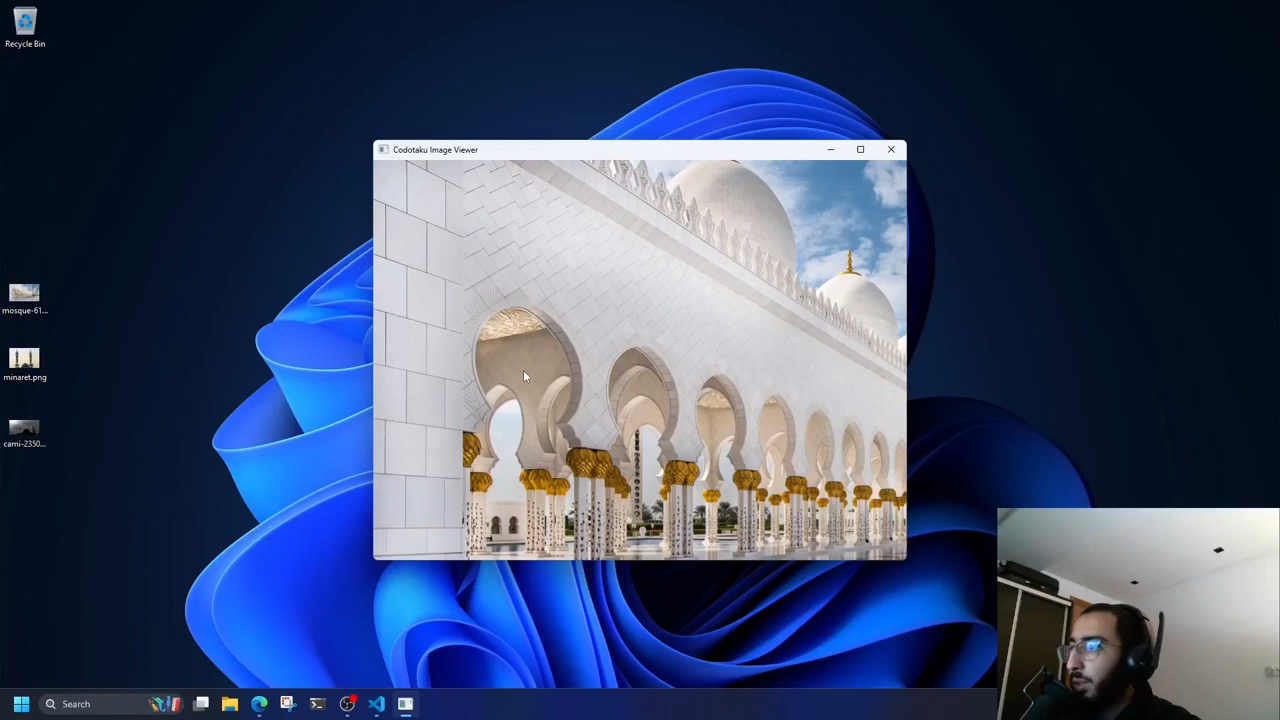 Recycle Bin
Codotaku Image Viewer
mosque-61...
minaret.png
cami-2350...
Search